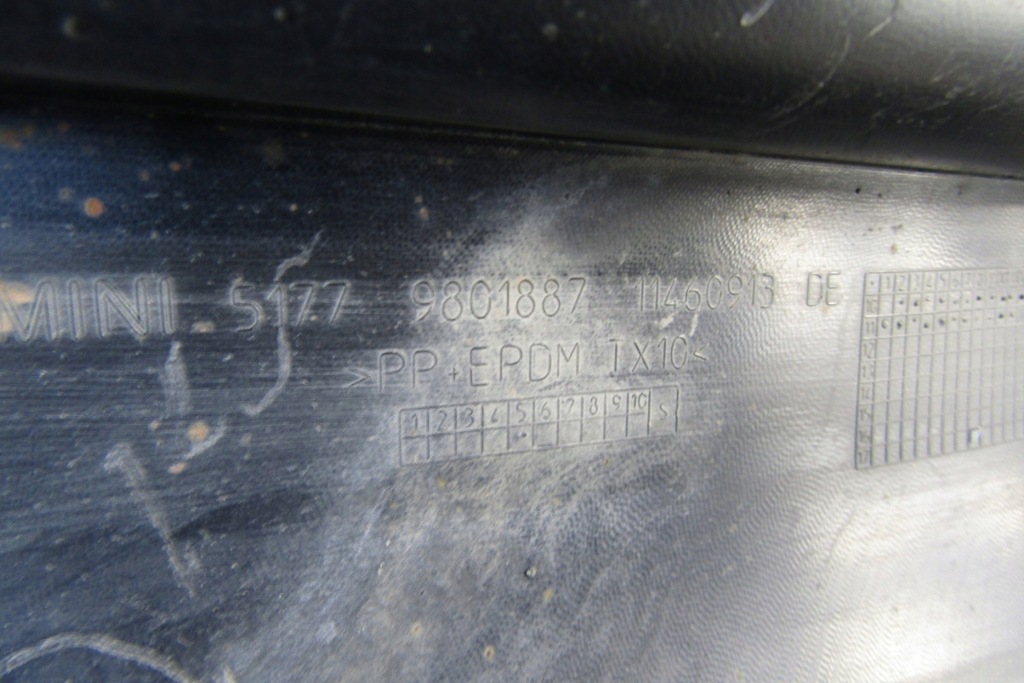 MINI 5177 9801887 11460913 DE
>PP+EPDM TX10<
1 2 3 4 5 6 7 8 9 10 S